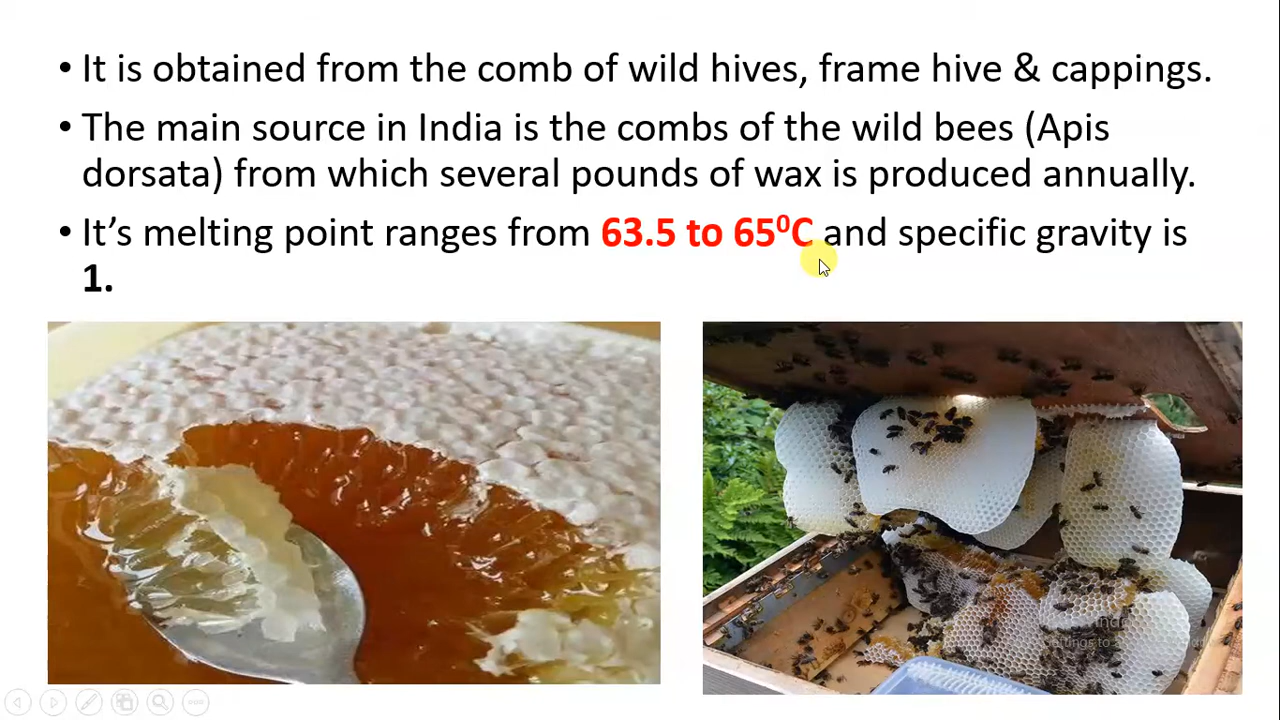 • It is obtained from the comb of wild hives, frame hive & cappings.
• The main source in India is the combs of the wild bees (Apis
dorsata) from which several pounds of wax is produced annually.
• It’s melting point ranges from 63.5 to 65⁰C and specific gravity is
1.